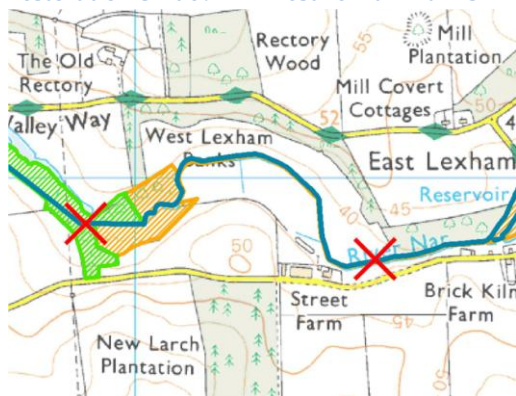 Rectory
Wood
Mill
Plantation
The Old
Rectory
Mill Covert
Cottages
50
55
52
Valley Way
West Lexham
East Lexham
Reservoir
40
45
50
River Nar
Street
Farm
Brick Kiln
Farm
45
New Larch
Plantation
50